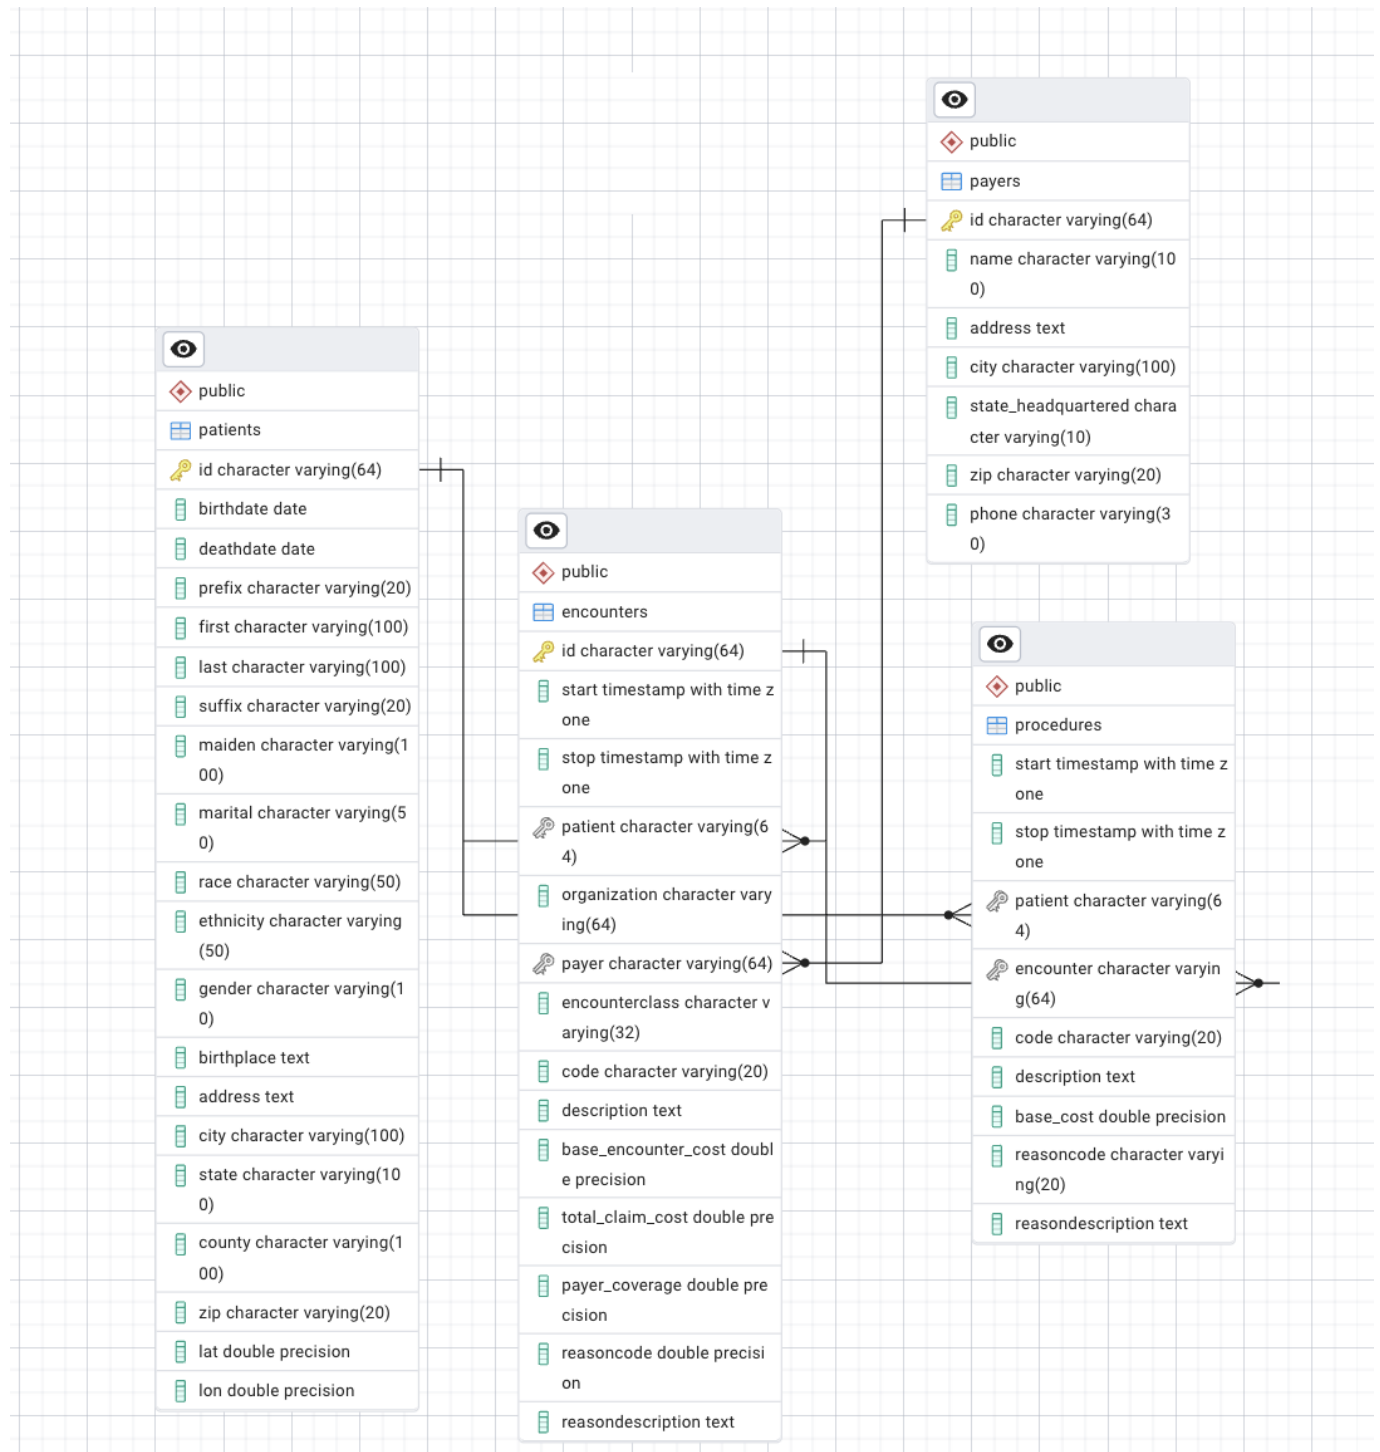 public
payers
id character varying(64)
name character varying(10
0)
address text
city character varying(100)
state_headquartered chara
cter varying(10)
zip character varying(20)
phone character varying(3
0)
public
patients
id character varying(64)
birthdate date
deathdate date
prefix character varying(20)
first character varying(100)
last character varying(100)
suffix character varying(20)
maiden character varying(1
00)
marital character varying(5
0)
race character varying(50)
ethnicity character varying
(50)
gender character varying(1
0)
birthplace text
address text
city character varying(100)
state character varying(10
0)
county character varying(1
00)
zip character varying(20)
lat double precision
lon double precision
public
encounters
id character varying(64)
start timestamp with time z
one
stop timestamp with time z
one
patient character varying(6
4)
organization character vary
ing(64)
payer character varying(64)
encounterclass character v
arying(32)
code character varying(20)
description text
base_encounter_cost doubl
e precision
total_claim_cost double pre
cision
payer_coverage double pre
cision
reasoncode double precisi
on
reasondescription text
public
procedures
start timestamp with time z
one
stop timestamp with time z
one
patient character varying(6
4)
encounter character varyin
g(64)
code character varying(20)
description text
base_cost double precision
reasoncode character varyi
ng(20)
reasondescription text